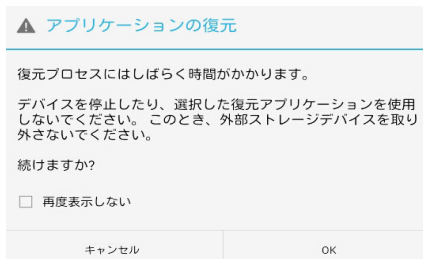 アプリケーションの復元
復元プロセスにはしばらく時間がかかります。
デバイスを停止したり、選択した復元アプリケーションを使用
しないでください。 このとき、外部ストレージデバイスを取り
外さないでください。
続けますか?
再度表示しない
キャンセル
OK